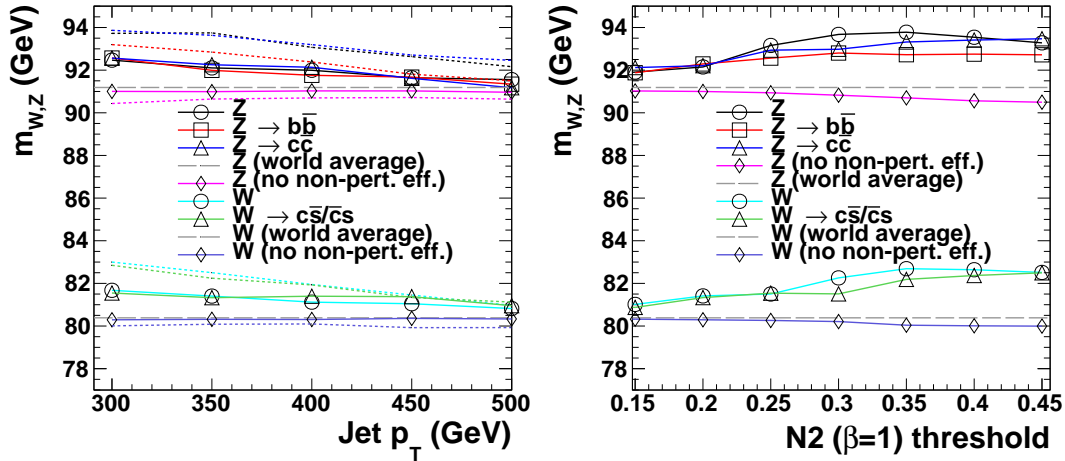 m_{W,Z} (GeV)
94
92
90
88
86
84
82
80
78
Z
Z → bb̄
Z → cc̄
Z (world average)
Z (no non-pert. eff.)
W
W → cs̄/c̄s
W (world average)
W (no non-pert. eff.)
300 350 400 450 500
Jet p_T (GeV)
m_{W,Z} (GeV)
94
92
90
88
86
84
82
80
78
Z
Z → bb̄
Z → cc̄
Z (no non-pert. eff.)
Z (world average)
W
W → cs̄/c̄s
W (world average)
W (no non-pert. eff.)
0.15 0.2 0.25 0.3 0.35 0.4 0.45
N2 (β=1) threshold